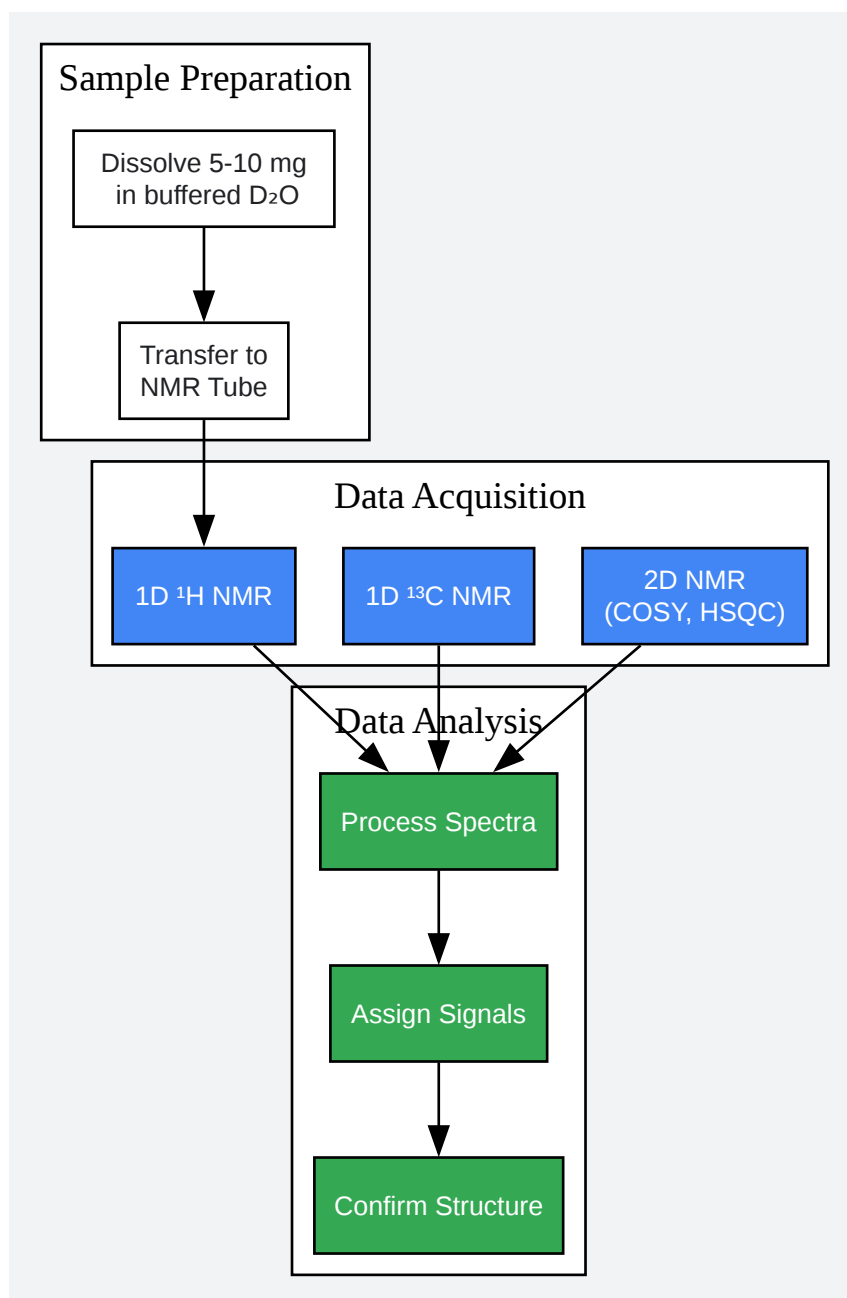 Sample Preparation
Dissolve 5-10 mg
in buffered D₂O
Transfer to
NMR Tube
Data Acquisition
1D ¹H NMR
1D ¹³C NMR
2D NMR
(COSY, HSQC)
Data Analysis
Process Spectra
Assign Signals
Confirm Structure